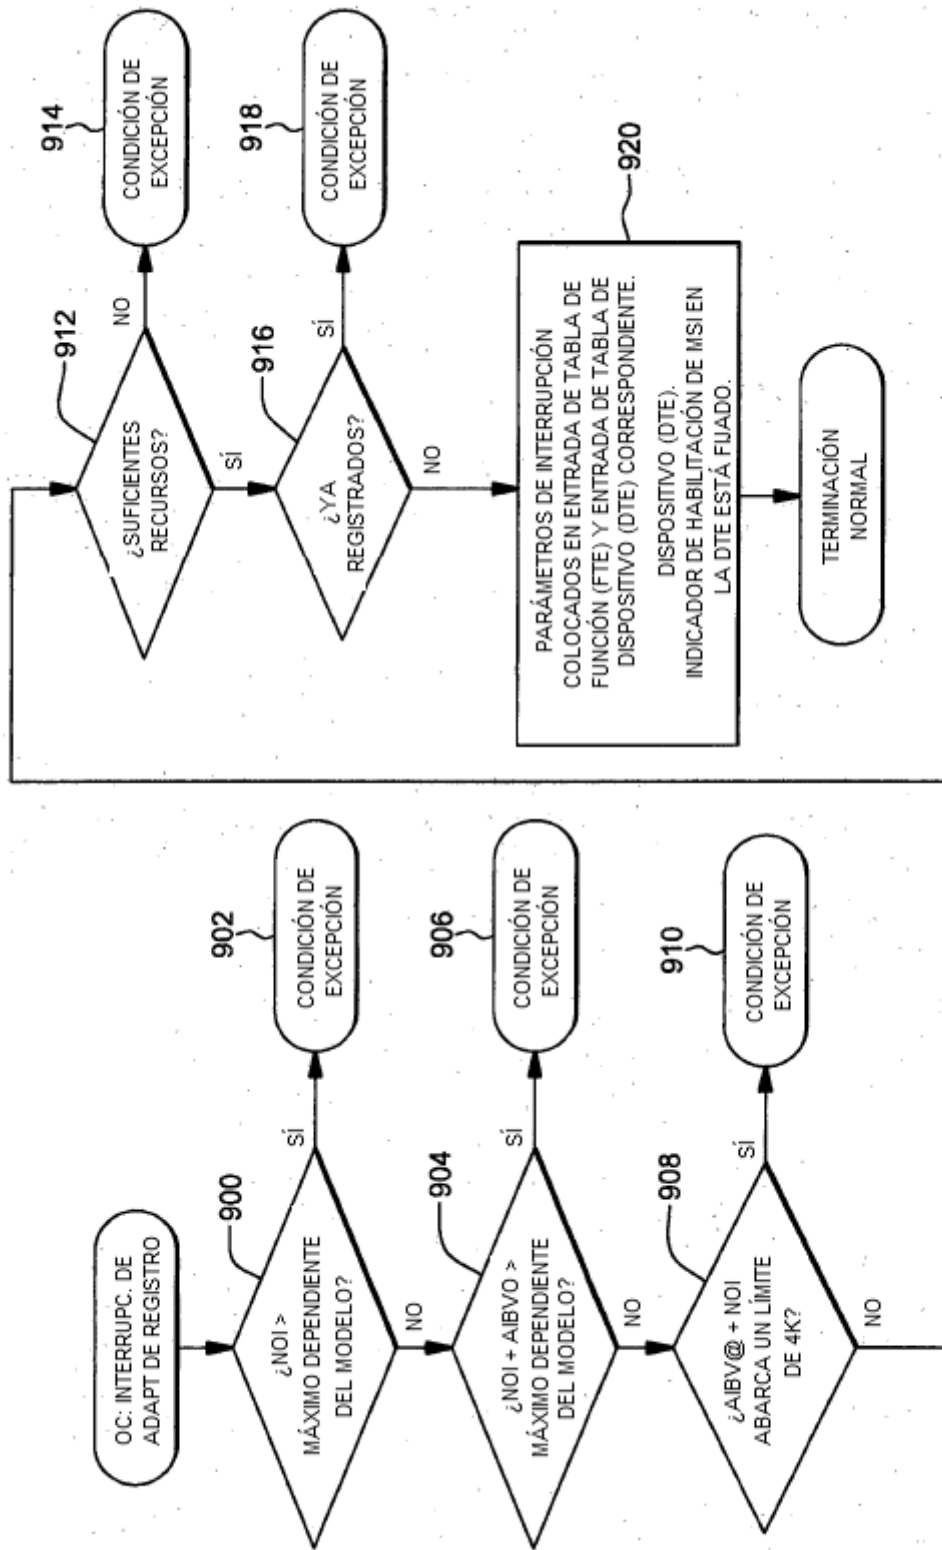 OC: INTERRUPC. DE
ADAPT DE REGISTRO
900
¿NOI >
MÁXIMO DEPENDIENTE
DEL MODELO?
SÍ
902
CONDICIÓN DE
EXCEPCIÓN
NO
904
¿NOI + AIBVO >
MÁXIMO DEPENDIENTE
DEL MODELO?
SÍ
906
CONDICIÓN DE
EXCEPCIÓN
NO
908
¿AIBV@ + NOI
ABARCA UN LÍMITE
DE 4K?
SÍ
910
CONDICIÓN DE
EXCEPCIÓN
NO
912
¿SUFICIENTES
RECURSOS?
NO
914
CONDICIÓN DE
EXCEPCIÓN
SÍ
916
¿YA
REGISTRADOS?
SÍ
918
CONDICIÓN DE
EXCEPCIÓN
NO
920
PARÁMETROS DE INTERRUPCIÓN
COLOCADOS EN ENTRADA DE TABLA DE
FUNCIÓN (FTE) Y ENTRADA DE TABLA DE
DISPOSITIVO (DTE) CORRESPONDIENTE.
DISPOSITIVO (DTE).
INDICADOR DE HABILITACIÓN DE MSI EN
LA DTE ESTÁ FIJADO.
TERMINACIÓN
NORMAL